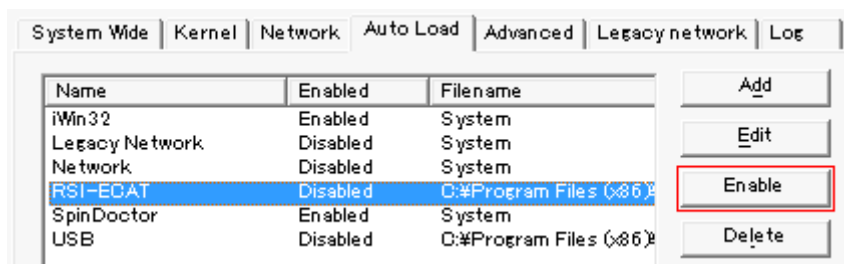 System Wide Kernel Network Auto Load Advanced Legacy network Log
Name Enabled Filename
iWin32 Enabled System
Legacy Network Disabled System
Network Disabled System
RSI-ECAT Disabled C:¥Program Files (x86)¥
SpinDoctor Enabled System
USB Disabled C:¥Program Files (x86)¥
Add
Edit
Enable
Delete